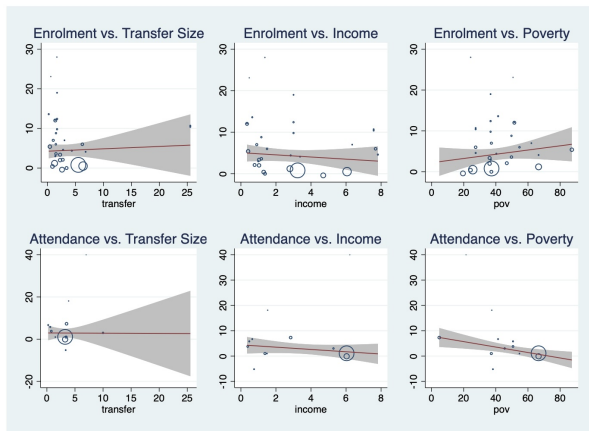 Enrolment vs. Transfer Size
30
20
10
0
0 5 10 15 20 25
transfer
Enrolment vs. Income
30
20
10
0
0 2 4 6 8
income
Enrolment vs. Poverty
30
20
10
0
0 20 40 60 80
pov
Attendance vs. Transfer Size
40
20
0
-20
0 5 10 15 20 25
transfer
Attendance vs. Income
40
30
20
10
0
-10
0 2 4 6 8
income
Attendance vs. Poverty
40
30
20
10
0
-10
0 20 40 60 80
pov